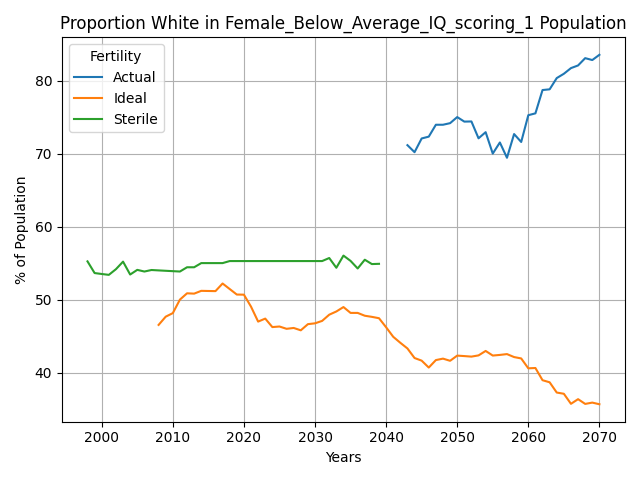 Proportion White in Female_Below_Average_IQ_scoring_1 Population
Fertility
Actual
Ideal
Sterile
% of Population
80
70
60
50
40
2000 2010 2020 2030 2040 2050 2060 2070
Years